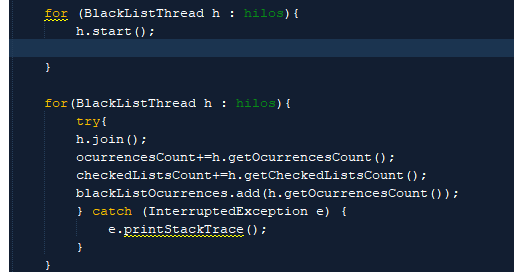 for (BlackListThread h : hilos){
h.start();
}
for(BlackListThread h : hilos){
try{
h.join();
ocurrencesCount+=h.getOcurrencesCount();
checkedListsCount+=h.getCheckedListsCount();
blackListOcurrences.add(h.getOcurrencesCount());
} catch (InterruptedException e) {
e.printStackTrace();
}
}